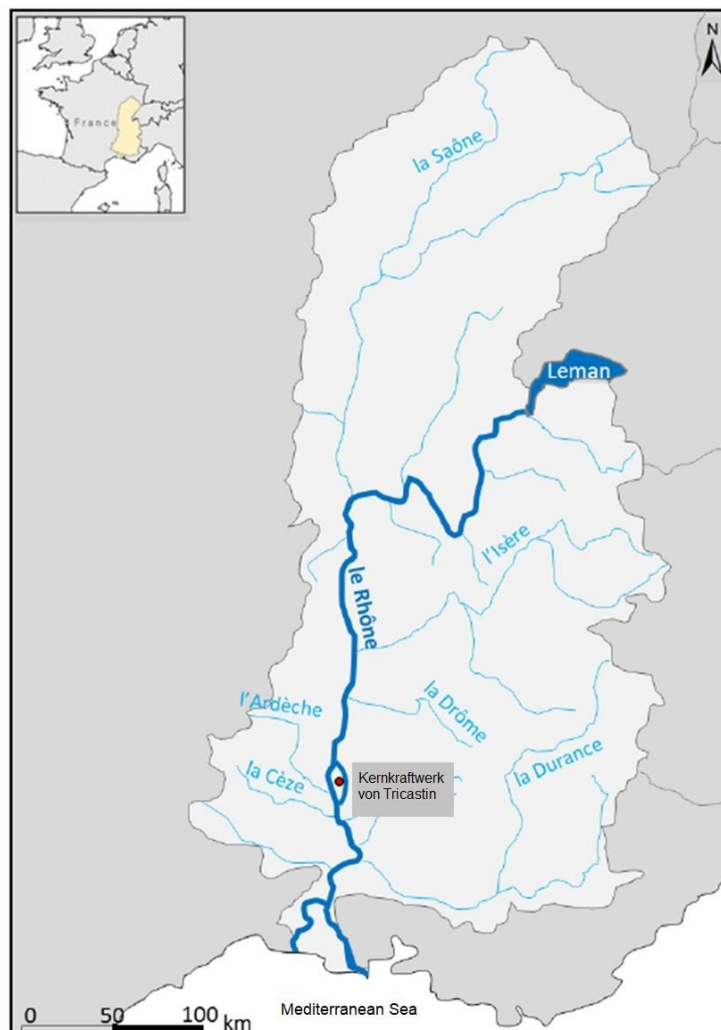 France
N
la Saône
Leman
l'Isère
le Rhône
l'Ardèche
la Drôme
la Durance
la Cèze
Kernkraftwerk
von Tricastin
Mediterranean Sea
0 50 100 km